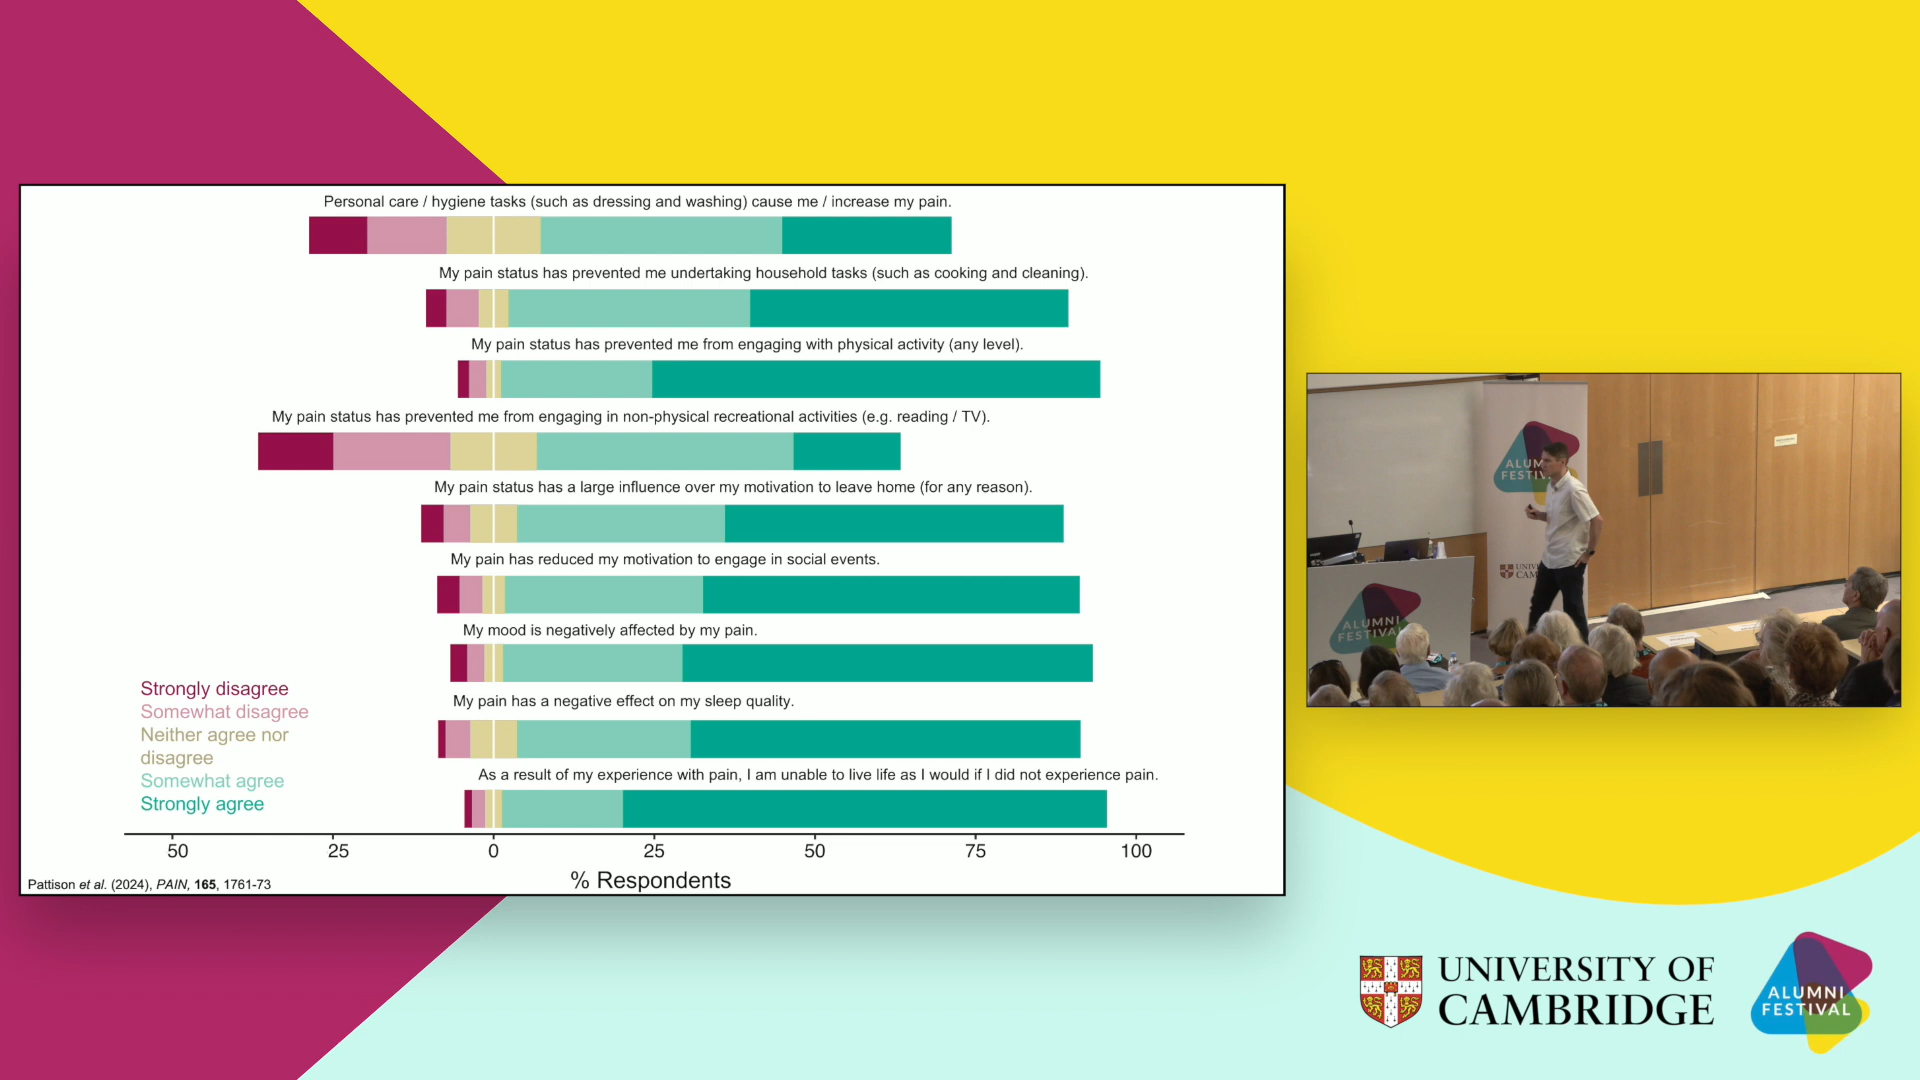 Personal care / hygiene tasks (such as dressing and washing) cause me / increase my pain.
My pain status has prevented me undertaking household tasks (such as cooking and cleaning).
My pain status has prevented me from engaging with physical activity (any level).
My pain status has prevented me from engaging in non-physical recreational activities (e.g. reading / TV).
My pain status has a large influence over my motivation to leave home (for any reason).
My pain has reduced my motivation to engage in social events.
My mood is negatively affected by my pain.
My pain has a negative effect on my sleep quality.
As a result of my experience with pain, I am unable to live life as I would if I did not experience pain.
Strongly disagree
Somewhat disagree
Neither agree nor
disagree
Somewhat agree
Strongly agree
50 25 0 25 50 75 100
% Respondents
Pattison et al. (2024), PAIN, 165, 1761-73
ALUM
FESTIV
UNIV
CAM
ALUMNI
FESTIVAL
UNIVERSITY OF
CAMBRIDGE
ALUMNI
FESTIVAL